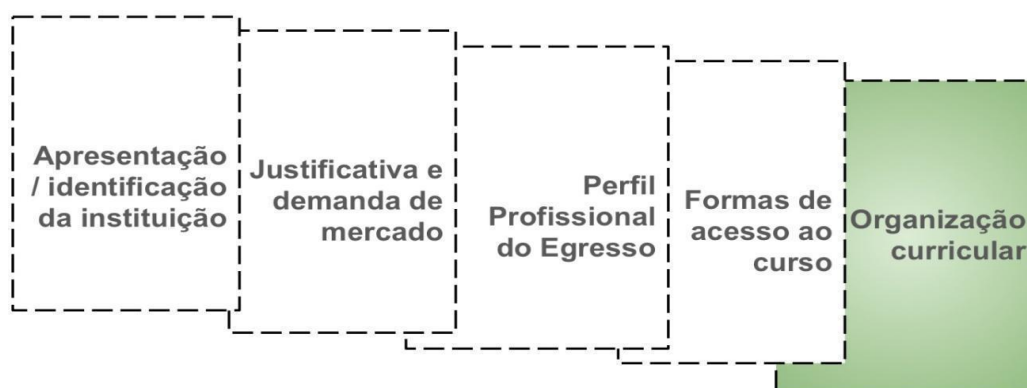 Apresentação
/ identificação
da instituição
Justificativa e
demanda de
mercado
Perfil
Profissional
do Egresso
Formas de
acesso ao
curso
Organização
curricular